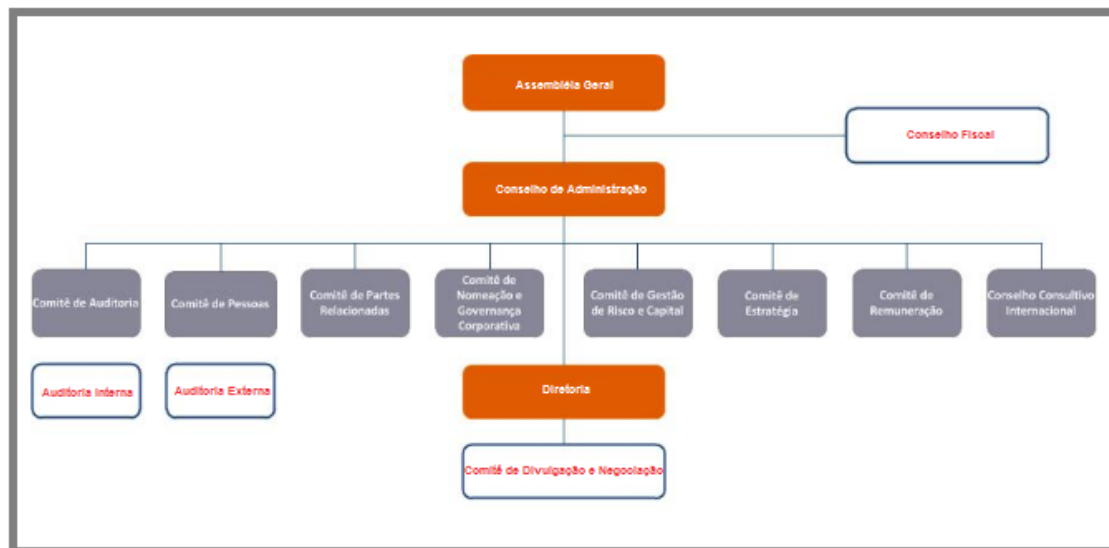 Assembléia Geral
Conselho Fiscal
Conselho de Administração
Comitê de Auditoria
Comitê de Pessoas
Comitê de Partes
Relacionadas
Comitê de
Nomeação e
Governança
Corporativa
Comitê de Gestão
de Risco e Capital
Comitê de
Estratégia
Comitê de
Remuneração
Conselho Consultivo
Internacional
Auditoria Interna
Auditoria Externa
Diretoria
Comitê de Divulgação e Negociação